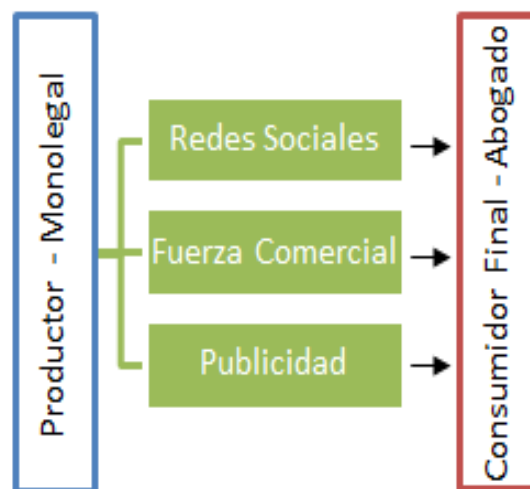 Productor - Monolegal
Redes Sociales
Fuerza Comercial
Publicidad
Consumidor Final - Abogado